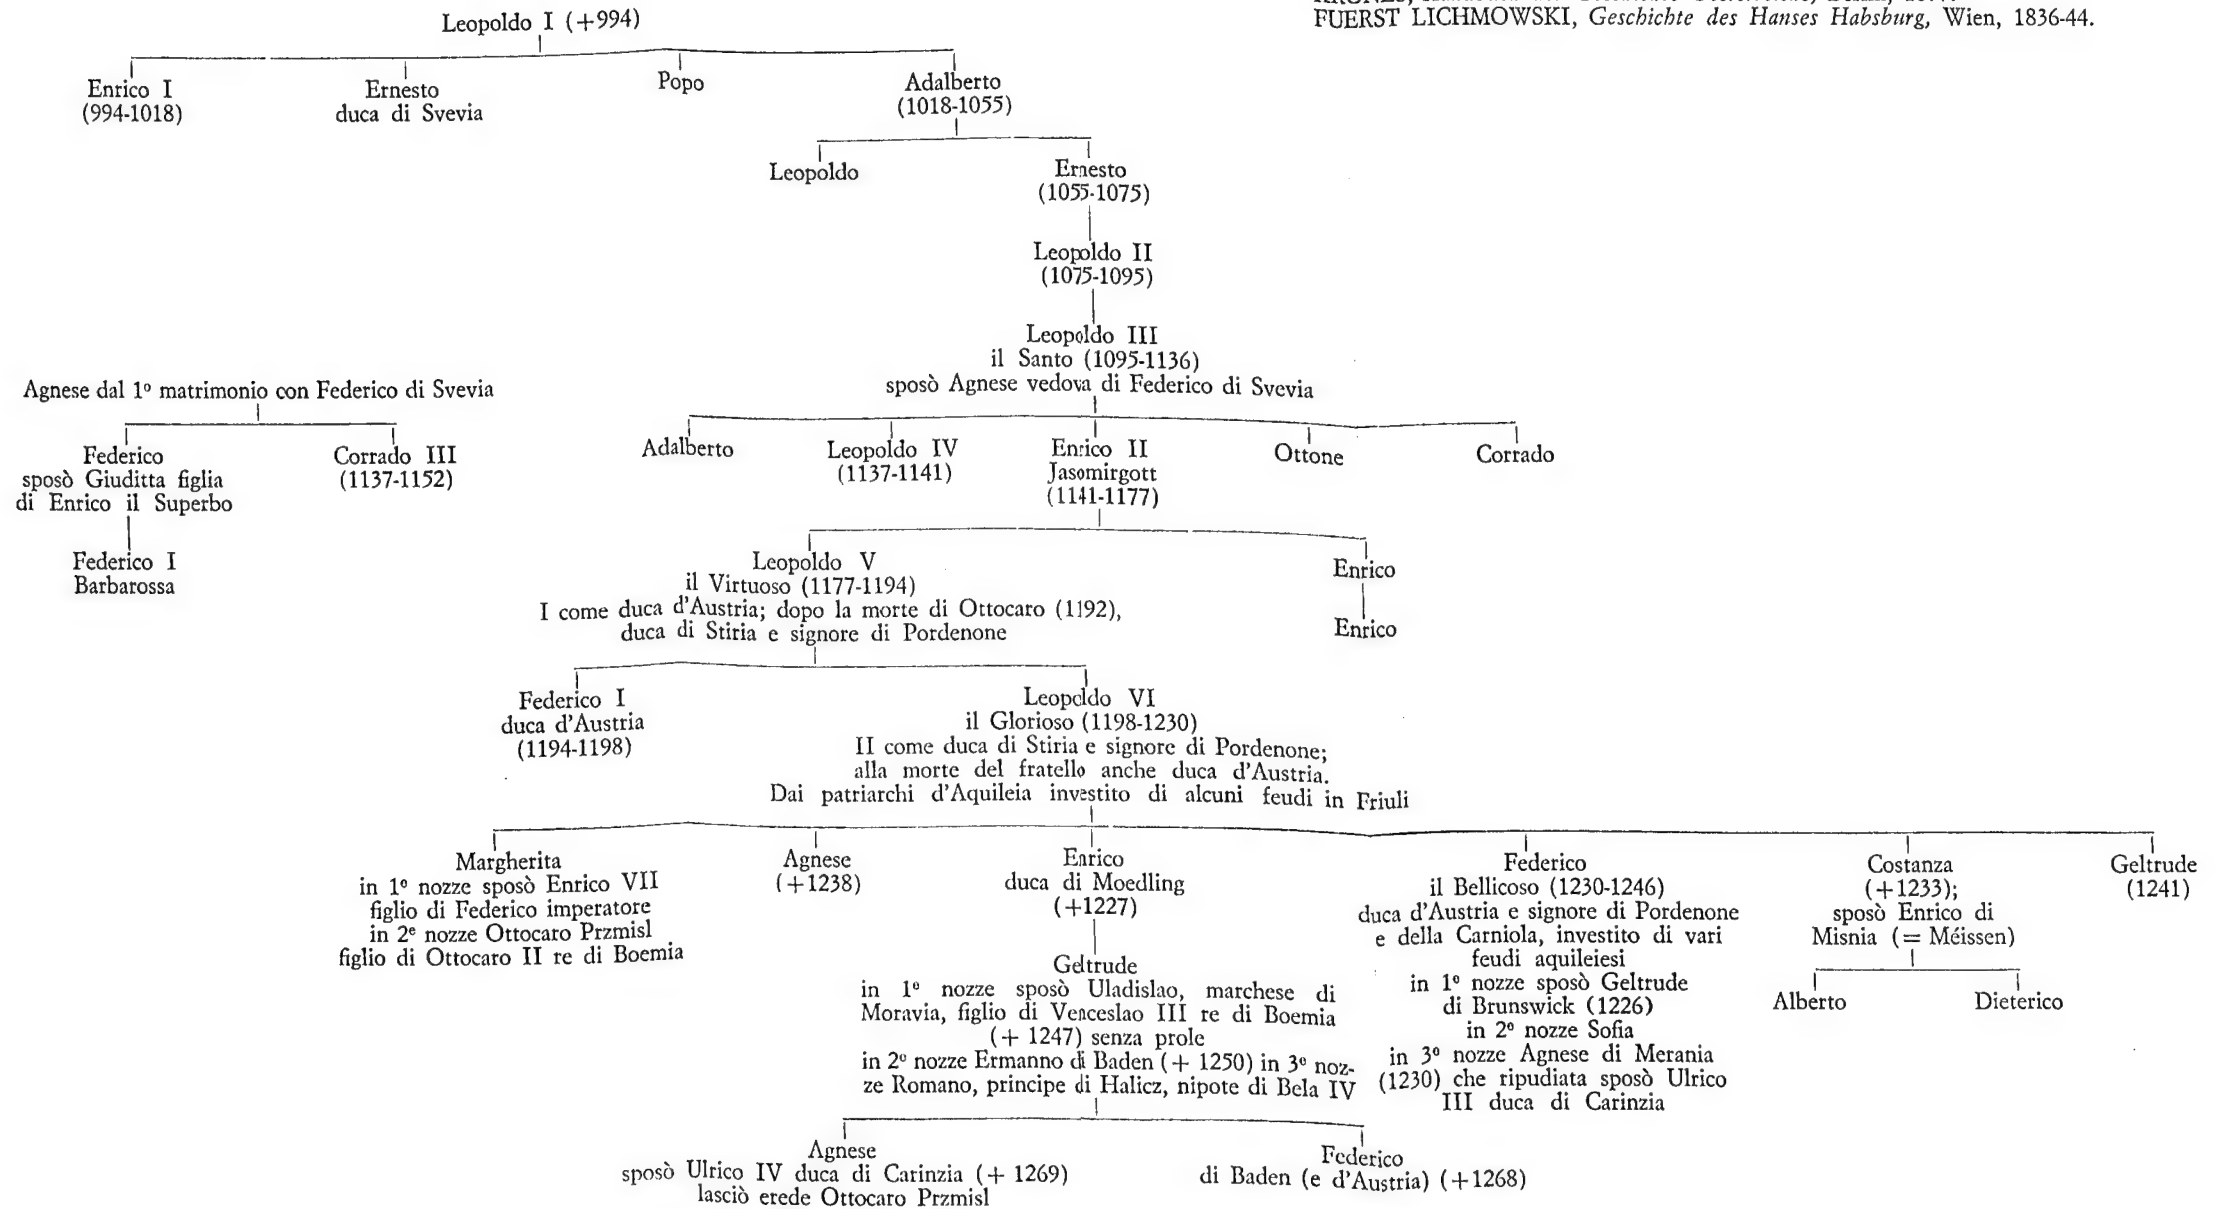 FUERST LICHMOWSKI, Geschichte des Hanses Habsburg, Wien, 1836-44.
Leopoldo I (+994)
Enrico I
(994-1018)
Ernesto
duca di Svevia
Popo
Adalberto
(1018-1055)
Leopoldo
Ernesto
(1055-1075)
Leopoldo II
(1075-1095)
Leopoldo III
il Santo (1095-1136)
sposò Agnese vedova di Federico di Svevia
Agnese dal 1º matrimonio con Federico di Svevia
Federico
sposò Giuditta figlia
di Enrico il Superbo
Corrado III
(1137-1152)
Federico I
Barbarossa
Adalberto
Leopoldo IV
(1137-1141)
Enrico II
Jasomirgott
(1141-1177)
Ottone
Corrado
Leopoldo V
il Virtuoso (1177-1194)
I come duca d'Austria; dopo la morte di Ottocaro (1192),
duca di Stiria e signore di Pordenone
Enrico
Enrico
Federico I
duca d'Austria
(1194-1198)
Leopoldo VI
il Glorioso (1198-1230)
II come duca di Stiria e signore di Pordenone;
alla morte del fratello anche duca d'Austria.
Dai patriarchi d'Aquileia investito di alcuni feudi in Friuli
Margherita
in 1º nozze sposò Enrico VII
figlio di Federico imperatore
in 2º nozze Ottocaro Przmisl
figlio di Ottocaro II re di Boemia
Agnese
(+1238)
Enrico
duca di Moedling
(+1227)
Geltrude
in 1º nozze sposò Uladislao, marchese di
Moravia, figlio di Venceslao III re di Boemia
(+ 1247) senza prole
in 2º nozze Ermanno di Baden (+ 1250) in 3º noz-
ze Romano, principe di Halicz, nipote di Bela IV
Federico
il Bellicoso (1230-1246)
duca d'Austria e signore di Pordenone
e della Carniola, investito di vari
feudi aquileiesi
in 1º nozze sposò Geltrude
di Brunswick (1226)
in 2º nozze Sofia
in 3º nozze Agnese di Merania
(1230) che ripudiata sposò Ulrico
III duca di Carinzia
Costanza
(+1233);
sposò Enrico di
Misnia (= Méissen)
Alberto
Dieterico
Geltrude
(1241)
Agnese
sposò Ulrico IV duca di Carinzia (+ 1269)
lasciò erede Ottocaro Przmisl
Federico
di Baden (e d'Austria) (+1268)